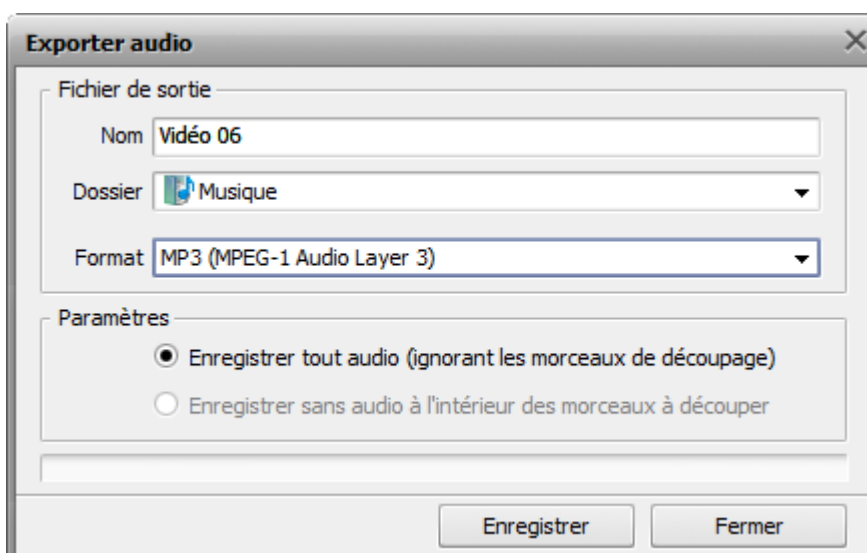 Exporter audio
Fichier de sortie
Nom Vidéo 06
Dossier Musique
Format MP3 (MPEG-1 Audio Layer 3)
Paramètres
Enregistrer tout audio (ignorant les morceaux de découpage)
Enregistrer sans audio à l'intérieur des morceaux à découper
Enregistrer Fermer